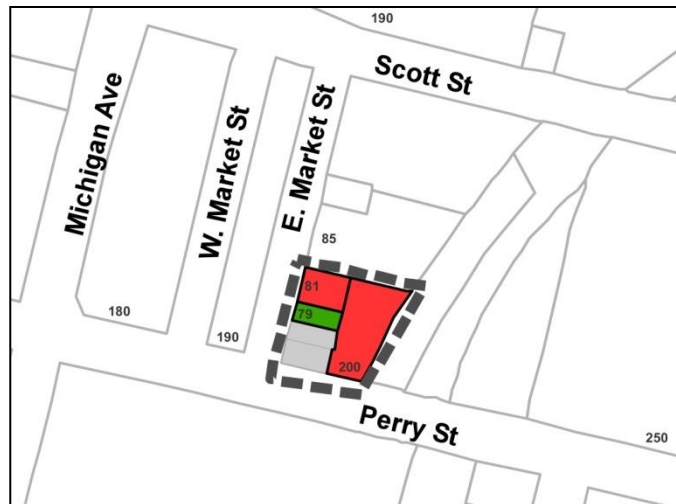 190
Scott St
Michigan Ave
W. Market St
E. Market St
85
81
79
180
190
200
Perry St
250